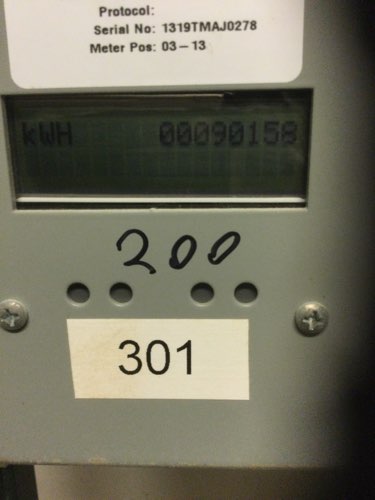 Protocol:
Serial No: 1319TMAJ0278
Meter Pos: 03-13
kWH 00090158
200
301